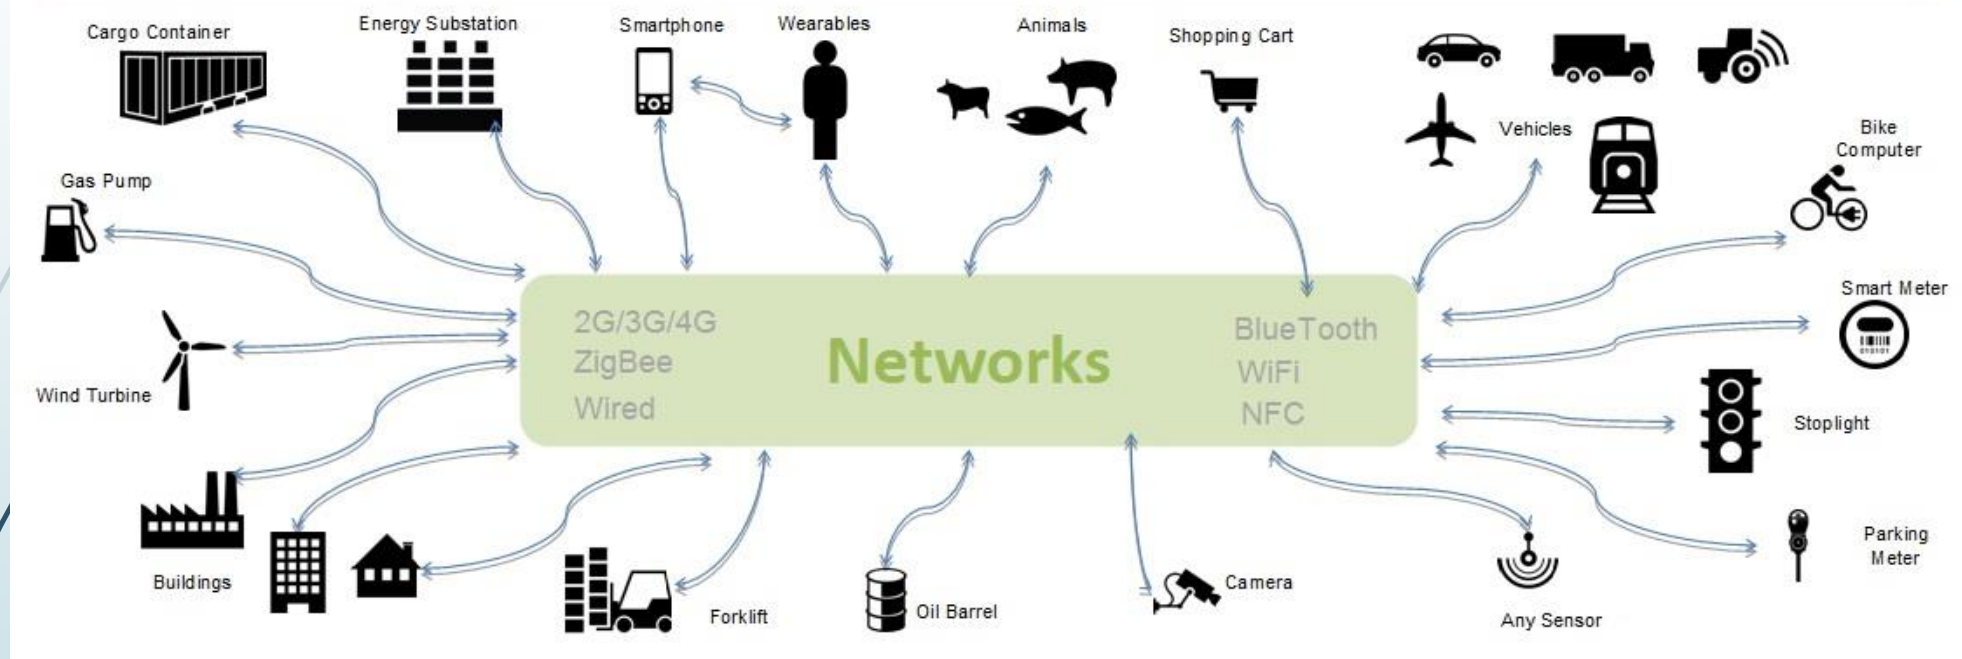 Cargo Container
Energy Substation
Smartphone
Wearables
Animals
Shopping Cart
Vehicles
Bike
Computer
Gas Pump
Smart Meter
010101
Wind Turbine
2G/3G/4G
ZigBee
Wired
Networks
BlueTooth
WiFi
NFC
Stoplight
Parking
Meter
Buildings
Forklift
Oil Barrel
Camera
Any Sensor